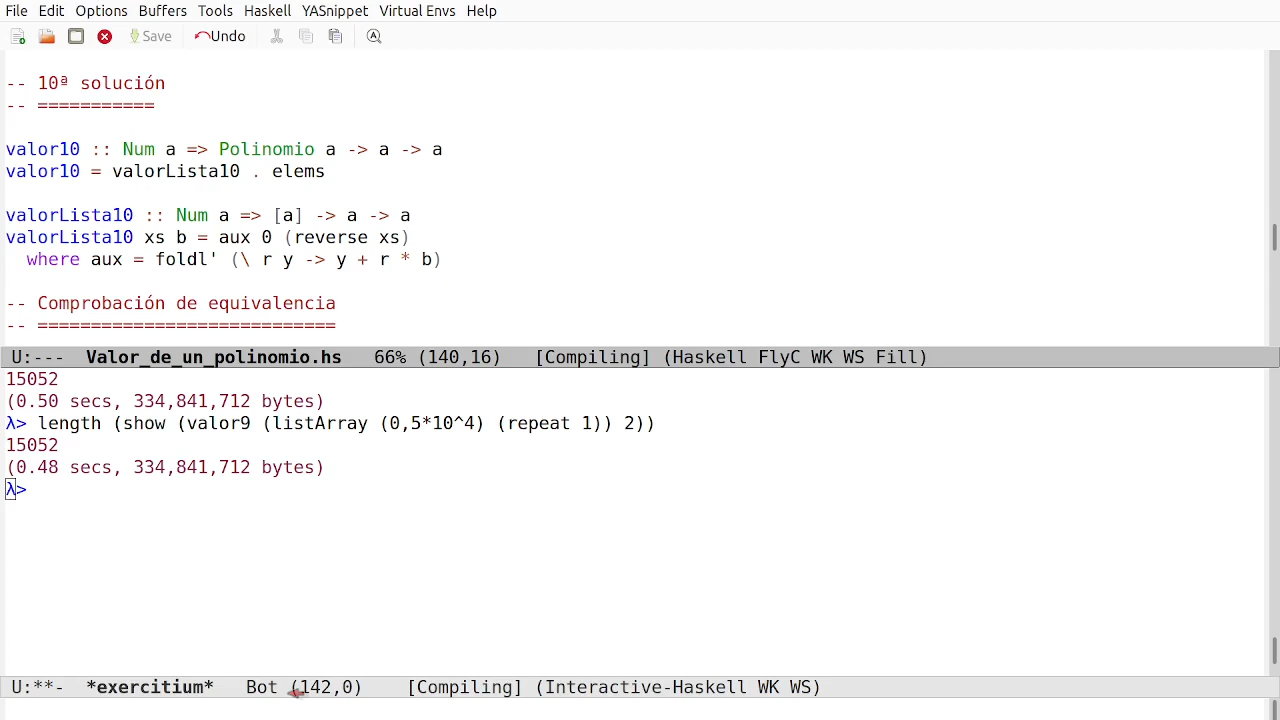 File Edit Options Buffers Tools Haskell YASnippet Virtual Envs Help
Save Undo
-- 10ª solución
-- ===========
valor10 :: Num a => Polinomio a -> a -> a
valor10 = valorLista10 . elems
valorLista10 :: Num a => [a] -> a -> a
valorLista10 xs b = aux 0 (reverse xs)
  where aux = foldl' (\ r y -> y + r * b)
-- Comprobación de equivalencia
-- ============================
U:---  Valor_de_un_polinomio.hs   66% (140,16)   [Compiling] (Haskell FlyC WK WS Fill)
15052
(0.50 secs, 334,841,712 bytes)
λ> length (show (valor9 (listArray (0,5*10^4) (repeat 1)) 2))
15052
(0.48 secs, 334,841,712 bytes)
λ>
U:**-  *exercitium*   Bot (142,0)    [Compiling] (Interactive-Haskell WK WS)